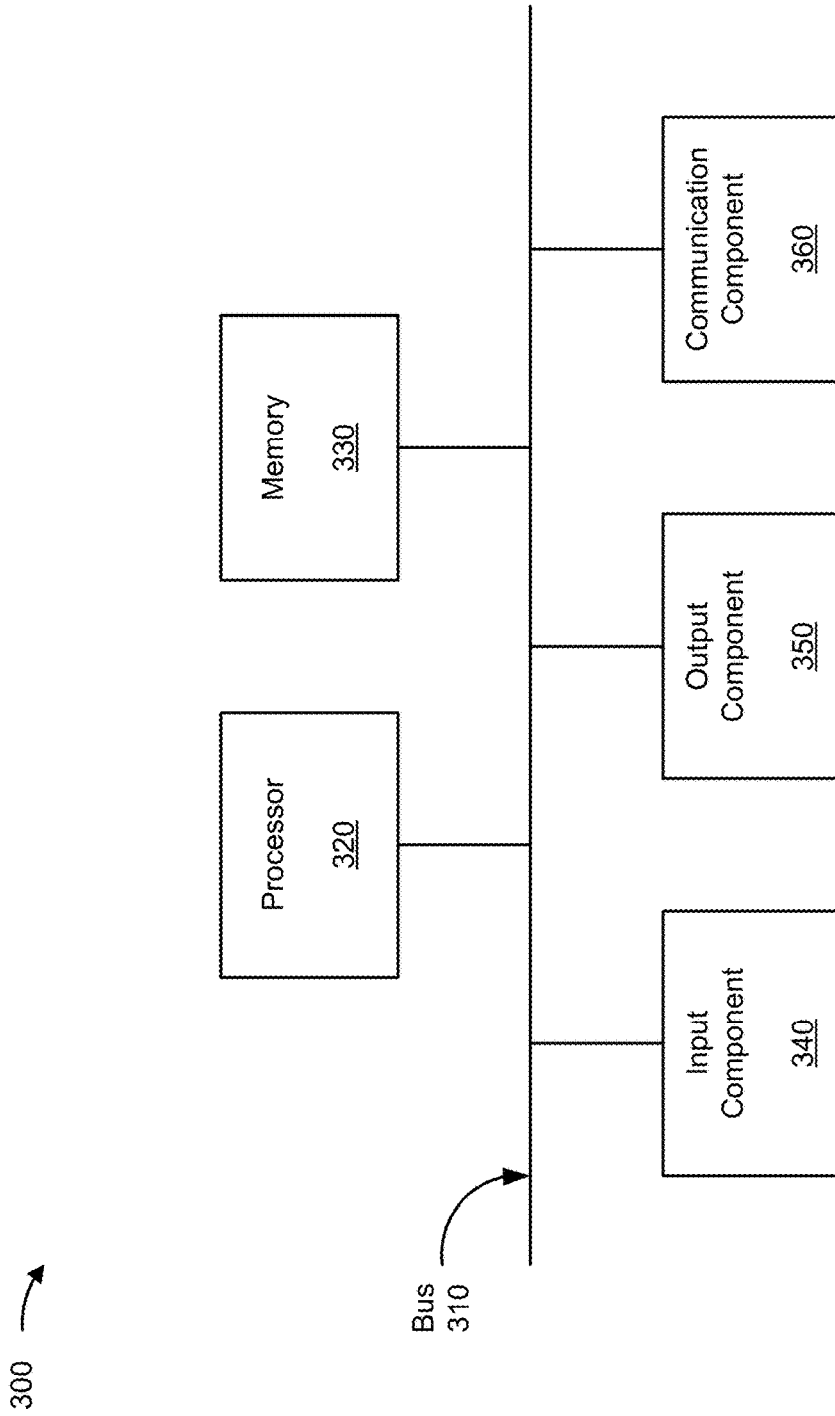 300
Processor
320
Memory
330
Bus
310
Input
Component
340
Output
Component
350
Communication
Component
360